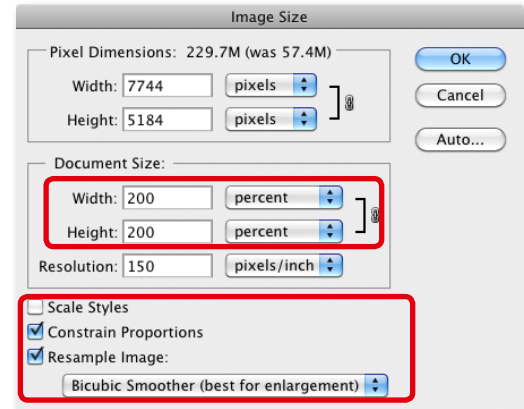 Image Size
Pixel Dimensions: 229.7M (was 57.4M)
Width: 7744 pixels
Height: 5184 pixels
OK
Cancel
Auto...
Document Size:
Width: 200 percent
Height: 200 percent
Resolution: 150 pixels/inch
Scale Styles
Constrain Proportions
Resample Image:
Bicubic Smoother (best for enlargement)